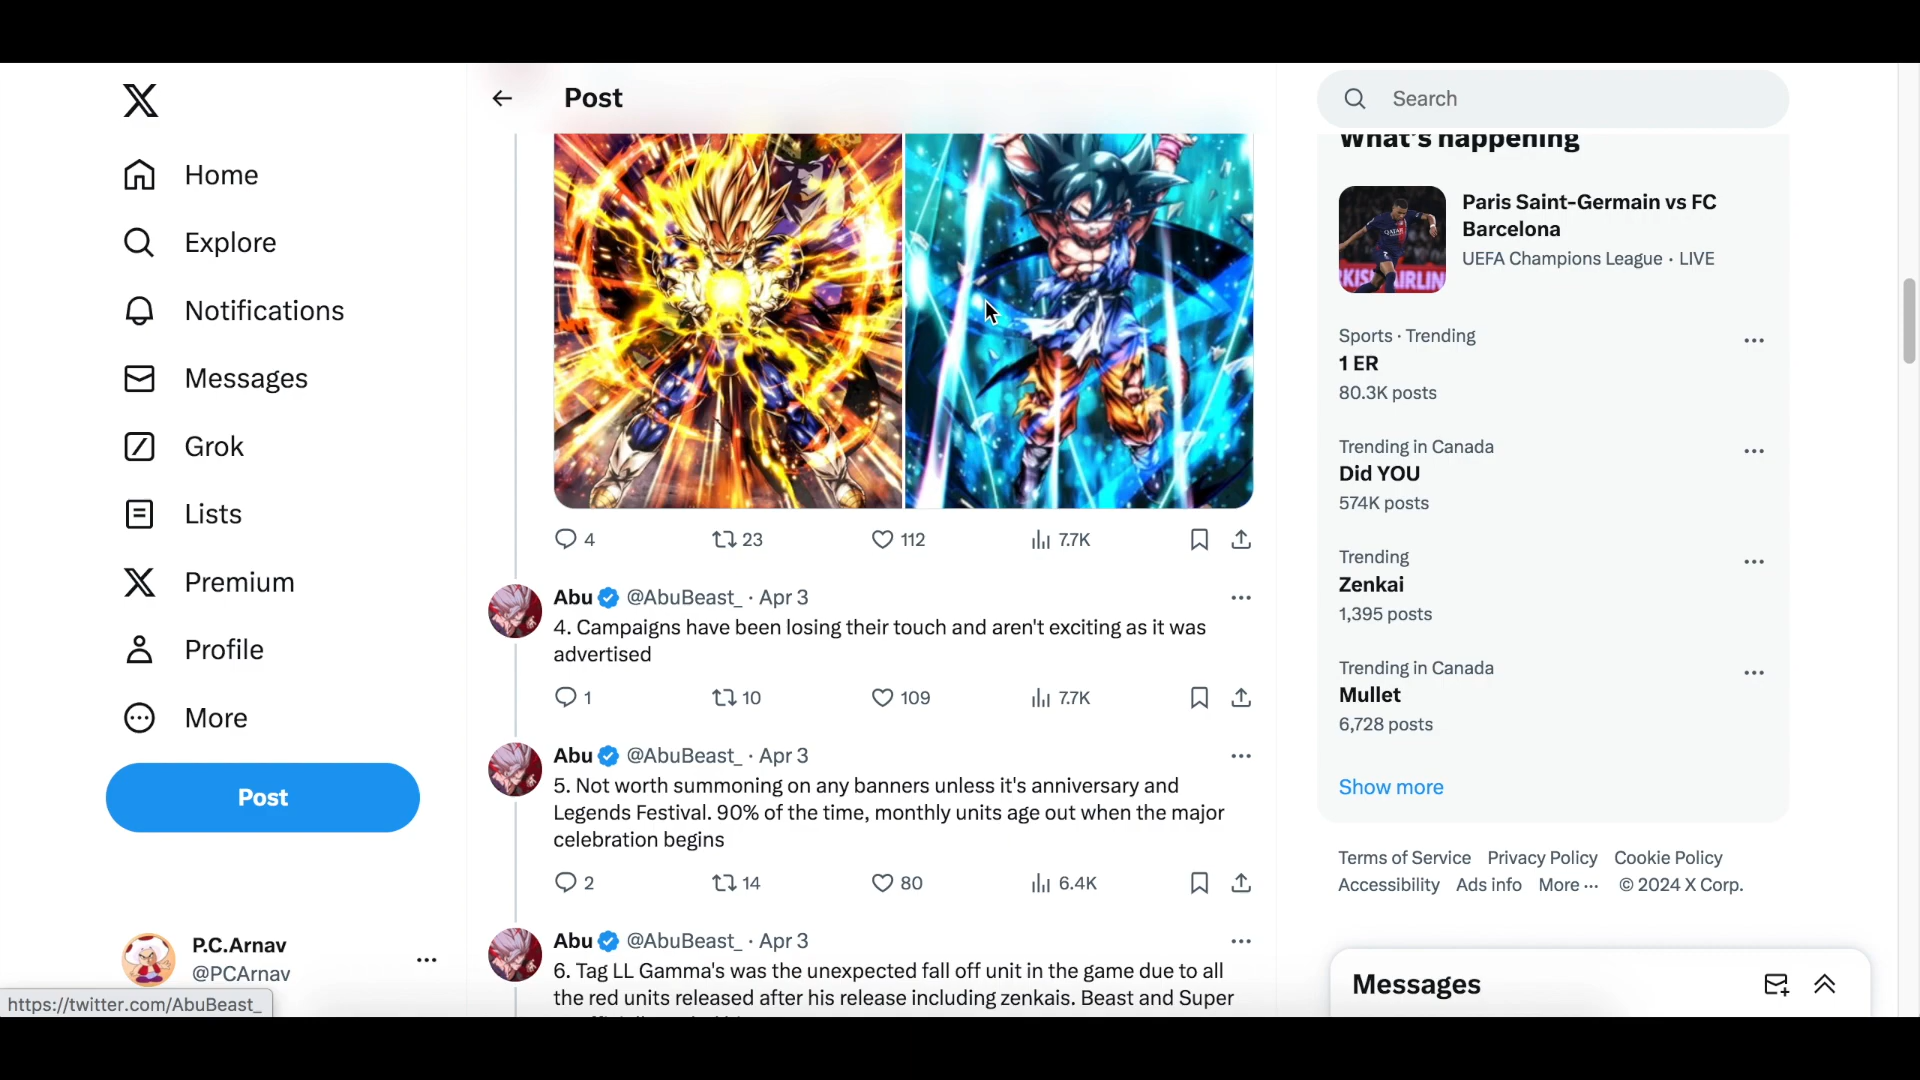 Home
Explore
Notifications
Messages
Grok
Lists
Premium
Profile
More
Post
P.C.Arnav
@PCArnav
https://twitter.com/AbuBeast_
Post
4
23
112
7.7K
Abu @AbuBeast_ · Apr 3
4. Campaigns have been losing their touch and aren't exciting as it was
advertised
1
10
109
7.7K
Abu @AbuBeast_ · Apr 3
5. Not worth summoning on any banners unless it's anniversary and
Legends Festival. 90% of the time, monthly units age out when the major
celebration begins
2
14
80
6.4K
Abu @AbuBeast_ · Apr 3
6. Tag LL Gamma's was the unexpected fall off unit in the game due to all
the red units released after his release including zenkais. Beast and Super
Search
What's happening
Paris Saint-Germain vs FC
Barcelona
UEFA Champions League · LIVE
Sports · Trending
1 ER
80.3K posts
Trending in Canada
Did YOU
574K posts
Trending
Zenkai
1,395 posts
Trending in Canada
Mullet
6,728 posts
Show more
Terms of Service Privacy Policy Cookie Policy
Accessibility Ads info More ··· © 2024 X Corp.
Messages